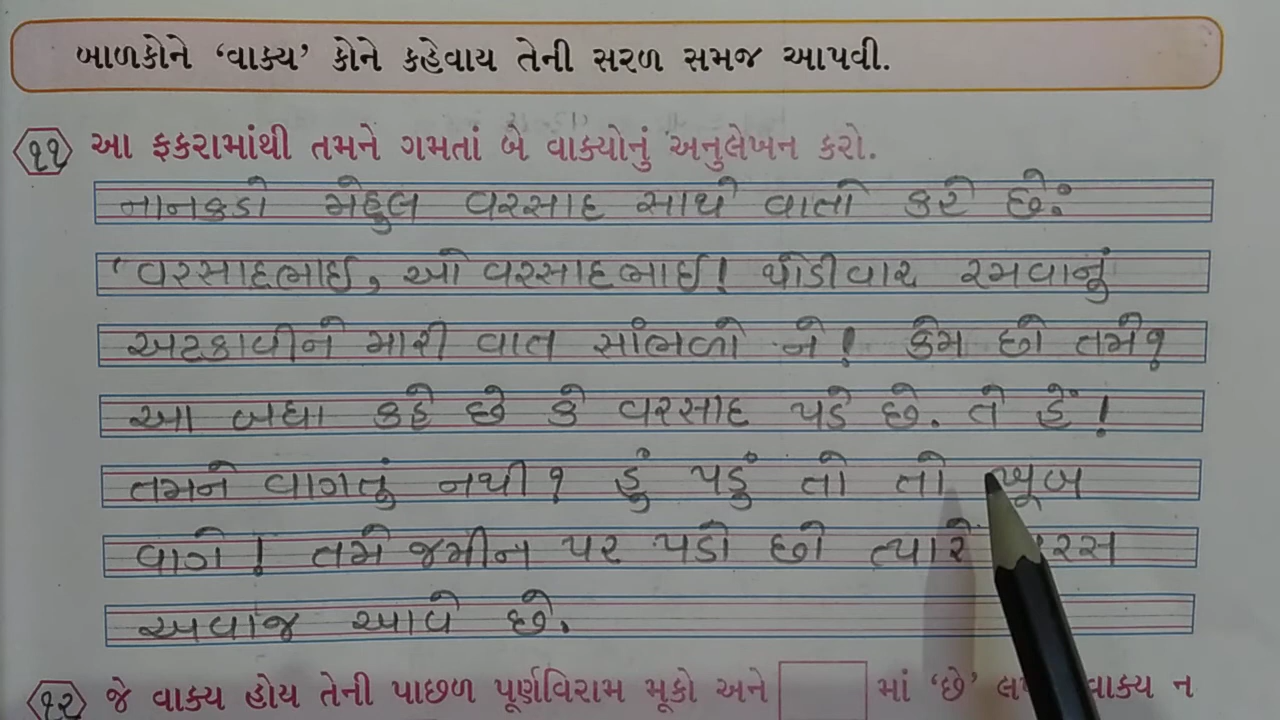 બાળકોને ‘વાક્ય’ કોને કહેવાય તેની સરળ સમજ આપવી.
૧૧ આ ફકરામાંથી તમને ગમતાં બે વાક્યોનું અનુલેખન કરો.
નાનકડો મેહુલ વરસાદ સાથે વાતો કરે છે:
‘વરસાદભાઈ, ઓ વરસાદભાઈ! થોડીવાર રમવાનું
અટકાવીને મારી વાત સાંભળો ને! કેમ છો તમે?
આ બધા કહે છે કે વરસાદ પડે છે. તે હેં!
તમને વાગતું નથી? હું પડું તો તો ખૂબ
વાગે! તમે જમીન પર પડો છો ત્યારે સરસ
અવાજ આવે છે.
૧૨ જે વાક્ય હોય તેની પાછળ પૂર્ણવિરામ મૂકો અને માં ‘છે’ વાક્ય ન